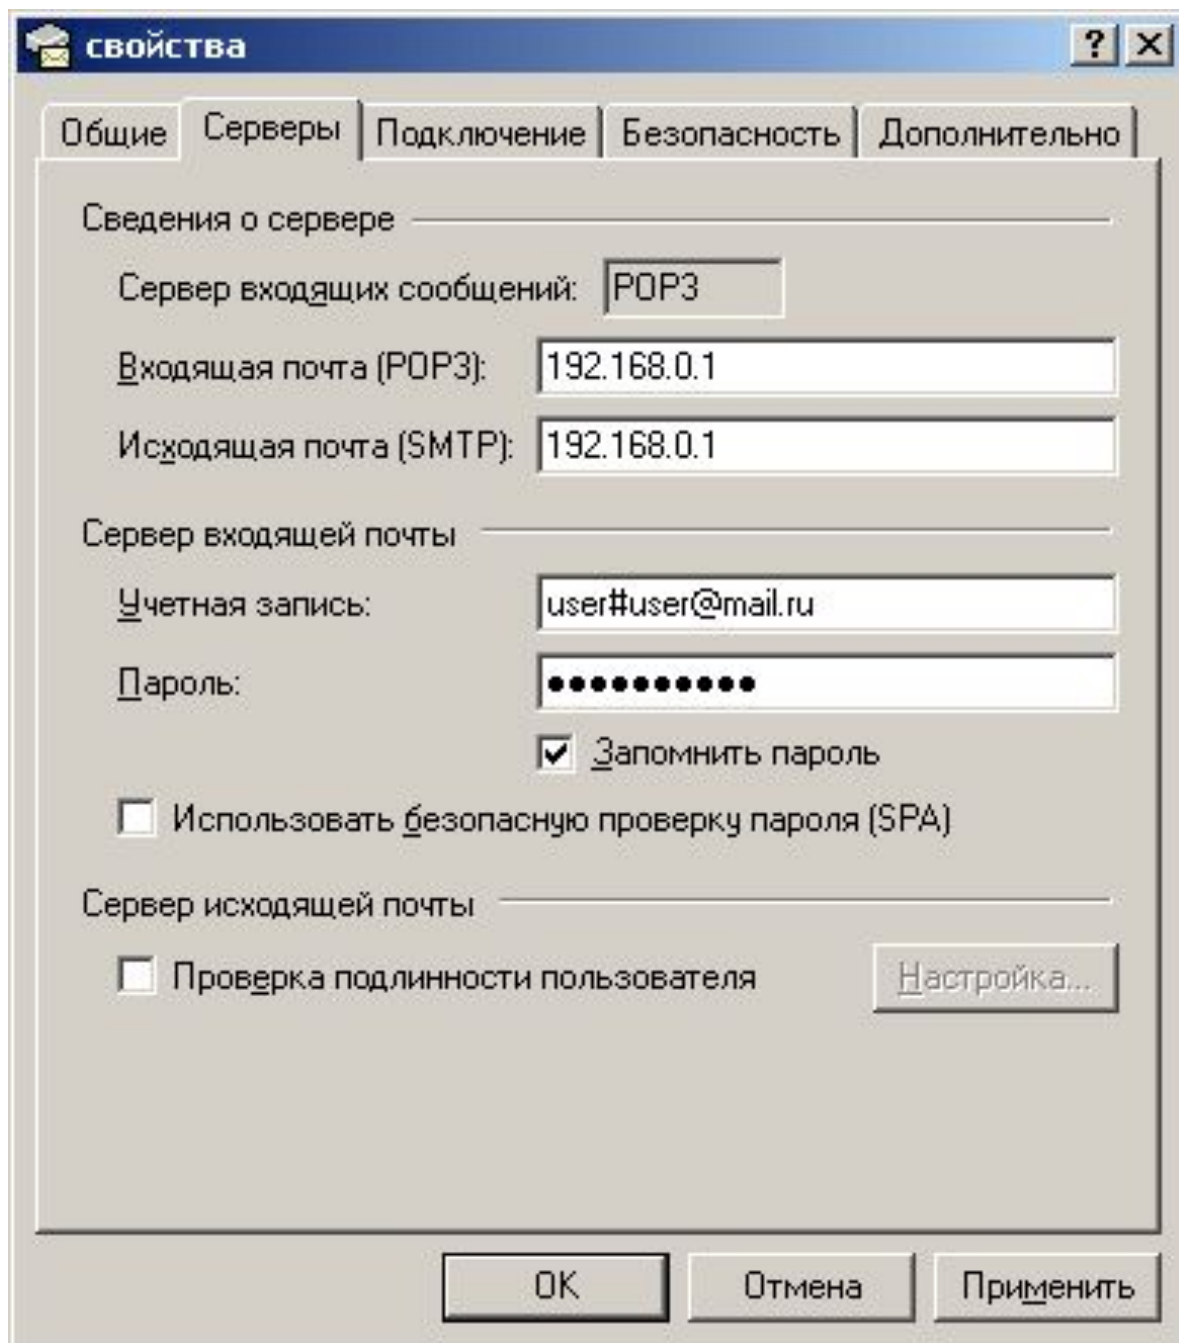 свойства
Общие Серверы Подключение Безопасность Дополнительно
Сведения о сервере
Сервер входящих сообщений: POP3
Входящая почта (POP3): 192.168.0.1
Исходящая почта (SMTP): 192.168.0.1
Сервер входящей почты
Учетная запись: user#user@mail.ru
Пароль: ●●●●●●●●●●
Запомнить пароль
Использовать безопасную проверку пароля (SPA)
Сервер исходящей почты
Проверка подлинности пользователя Настройка...
OK Отмена Применить